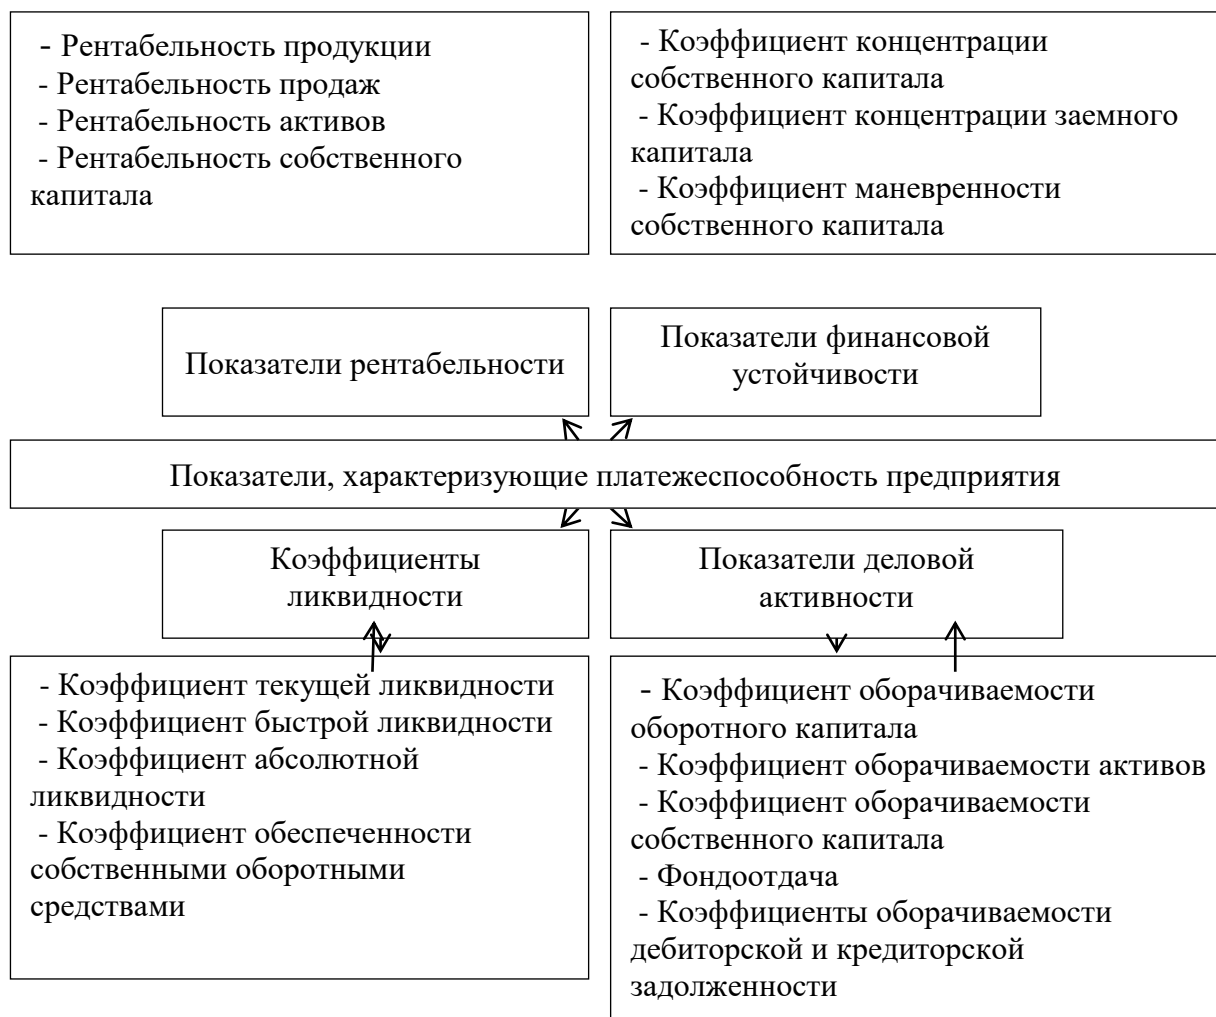 - Рентабельность продукции
- Рентабельность продаж
- Рентабельность активов
- Рентабельность собственного
капитала
- Коэффициент концентрации
собственного капитала
- Коэффициент концентрации заемного
капитала
- Коэффициент маневренности
собственного капитала
Показатели рентабельности
Показатели финансовой
устойчивости
Показатели, характеризующие платежеспособность предприятия
Коэффициенты
ликвидности
Показатели деловой
активности
- Коэффициент текущей ликвидности
- Коэффициент быстрой ликвидности
- Коэффициент абсолютной
ликвидности
- Коэффициент обеспеченности
собственными оборотными
средствами
- Коэффициент оборачиваемости
оборотного капитала
- Коэффициент оборачиваемости активов
- Коэффициент оборачиваемости
собственного капитала
- Фондоотдача
- Коэффициенты оборачиваемости
дебиторской и кредиторской
задолженности